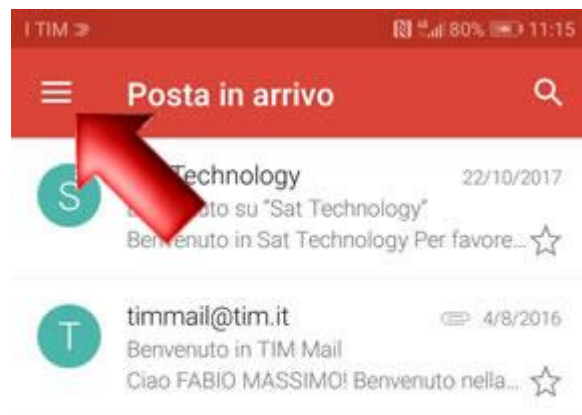 I TIM
80% 11:15
Posta in arrivo
S Technology 22/10/2017
su "Sat Technology"
Benvenuto in Sat Technology Per favore...
T timmail@tim.it 4/8/2016
Benvenuto in TIM Mail
Ciao FABIO MASSIMO! Benvenuto nella...